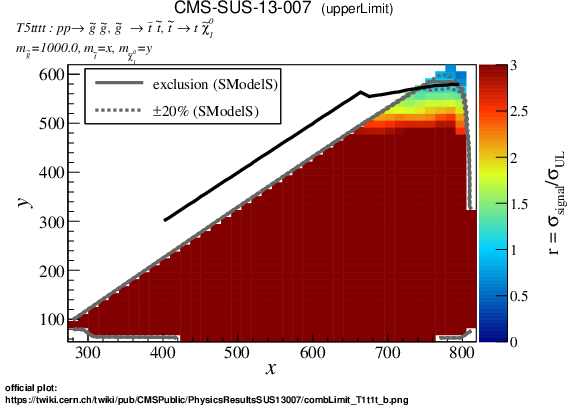 CMS-SUS-13-007 (upperLimit)
T5tttt : pp→ g̃ g̃, g̃ → t̄ t̃, t̃ → t χ̃⁰₁
m_g̃=1000.0, m_t̃=x, m_χ̃⁰₁=y
exclusion (SModelS)
±20% (SModelS)
600
500
400
300
200
100
y
300
400
500
600
700
800
x
3
2.5
2
1.5
1
0.5
0
r = σ_signal/σ_UL
official plot:
https://twiki.cern.ch/twiki/pub/CMSPublic/PhysicsResultsSUS13007/combLimit_T1t1t_b.png